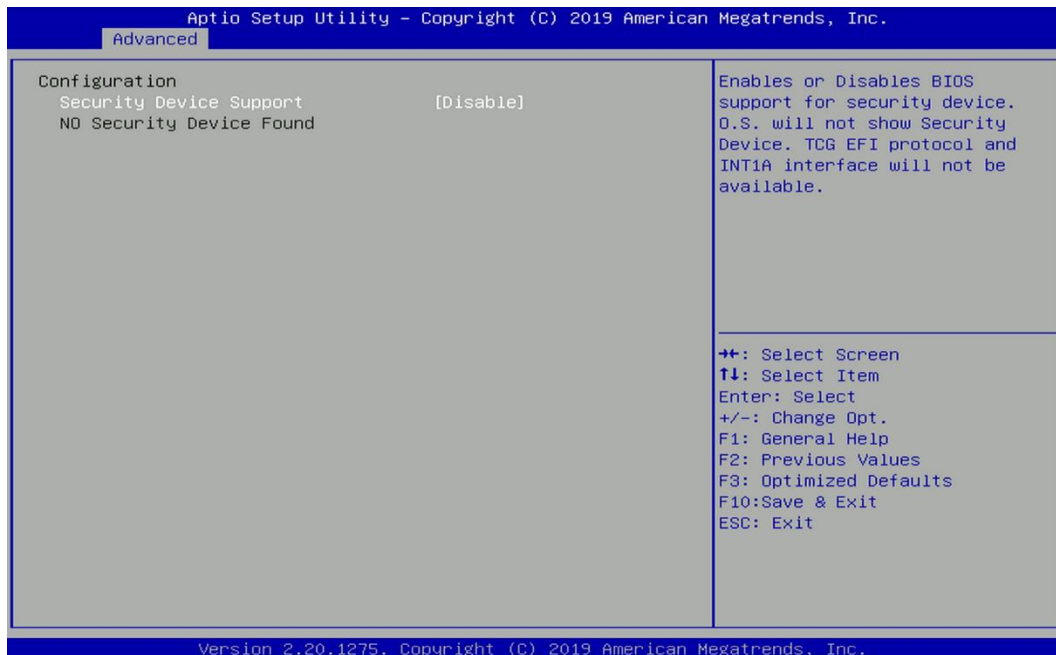 Aptio Setup Utility – Copyright (C) 2019 American Megatrends, Inc.
Advanced
Configuration
Security Device Support [Disable]
NO Security Device Found
Enables or Disables BIOS
support for security device.
O.S. will not show Security
Device. TCG EFI protocol and
INT1A interface will not be
available.
→←: Select Screen
↑↓: Select Item
Enter: Select
+/-: Change Opt.
F1: General Help
F2: Previous Values
F3: Optimized Defaults
F10:Save & Exit
ESC: Exit
Version 2.20.1275. Copyright (C) 2019 American Megatrends, Inc.